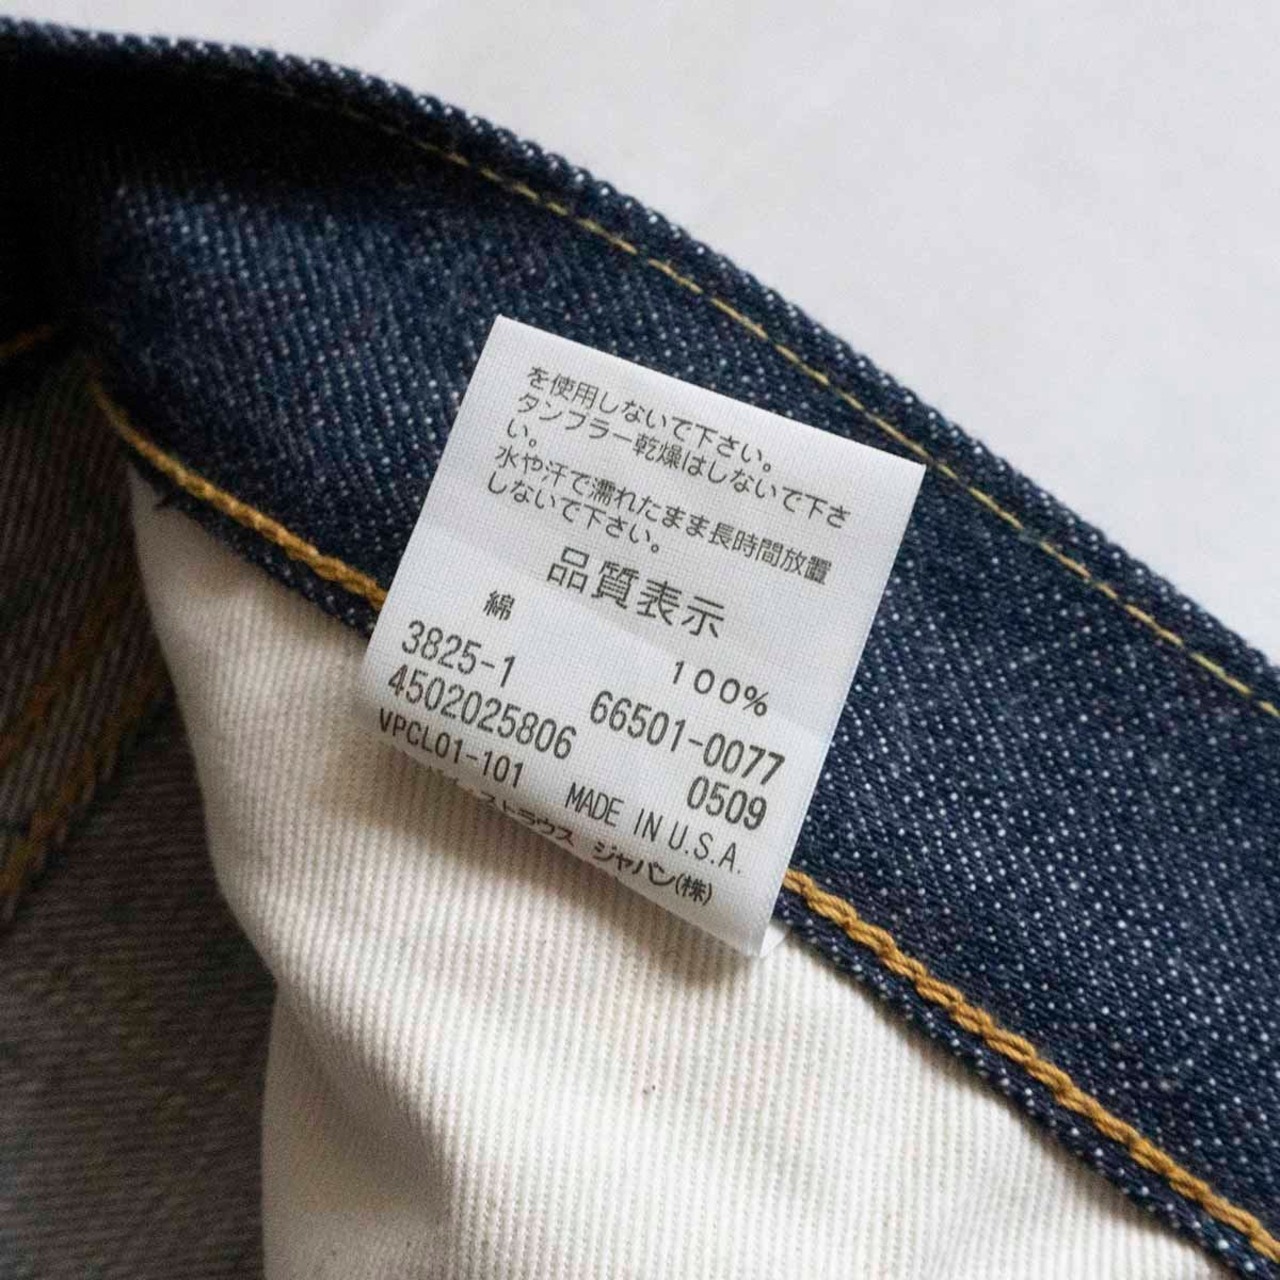 を使用しないで下さい。
タンブラー乾燥はしないで下さ
い。
水や汗で濡れたまま長時間放置
しないで下さい。
品質表示
綿 100%
3825-1 66501-0077
4502025806 0509
VPCL01-101 MADE IN U.S.A.
ストラウス ジャパン(株)